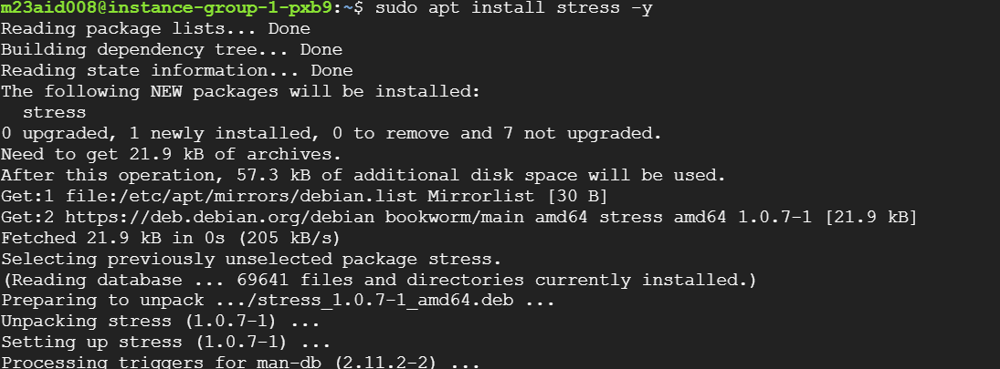 m23aid008@instance-group-1-pxb9:~$ sudo apt install stress -y
Reading package lists... Done
Building dependency tree... Done
Reading state information... Done
The following NEW packages will be installed:
  stress
0 upgraded, 1 newly installed, 0 to remove and 7 not upgraded.
Need to get 21.9 kB of archives.
After this operation, 57.3 kB of additional disk space will be used.
Get:1 file:/etc/apt/mirrors/debian.list Mirrorlist [30 B]
Get:2 https://deb.debian.org/debian bookworm/main amd64 stress amd64 1.0.7-1 [21.9 kB]
Fetched 21.9 kB in 0s (205 kB/s)
Selecting previously unselected package stress.
(Reading database ... 69641 files and directories currently installed.)
Preparing to unpack .../stress_1.0.7-1_amd64.deb ...
Unpacking stress (1.0.7-1) ...
Setting up stress (1.0.7-1) ...
Processing triggers for man-db (2.11.2-2) ...